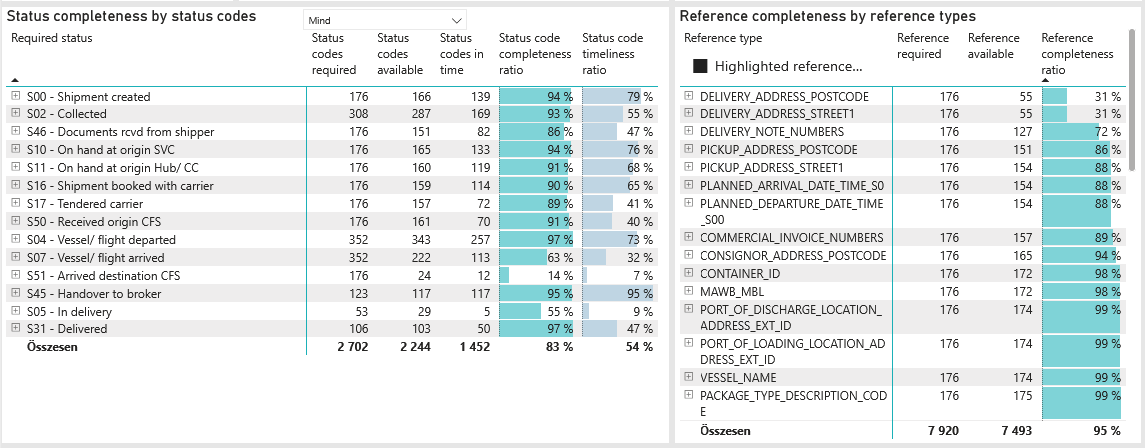 Status completeness by status codes
Mind
Required status Status codes required Status codes available Status codes in time Status code completeness ratio Status code timeliness ratio
S00 - Shipment created 176 166 139 94 % 79 %
S02 - Collected 308 287 169 93 % 55 %
S46 - Documents rcvd from shipper 176 151 82 86 % 47 %
S10 - On hand at origin SVC 176 165 133 94 % 76 %
S11 - On hand at origin Hub/ CC 176 160 119 91 % 68 %
S16 - Shipment booked with carrier 176 159 114 90 % 65 %
S17 - Tendered carrier 176 157 72 89 % 41 %
S50 - Received origin CFS 176 161 70 91 % 40 %
S04 - Vessel/ flight departed 352 343 257 97 % 73 %
S07 - Vessel/ flight arrived 352 222 113 63 % 32 %
S51 - Arrived destination CFS 176 24 12 14 % 7 %
S45 - Handover to broker 123 117 117 95 % 95 %
S05 - In delivery 53 29 5 55 % 9 %
S31 - Delivered 106 103 50 97 % 47 %
Összesen 2 702 2 244 1 452 83 % 54 %
Reference completeness by reference types
Reference type Reference required Reference available Reference completeness ratio
Highlighted reference...
DELIVERY_ADDRESS_POSTCODE 176 55 31 %
DELIVERY_ADDRESS_STREET1 176 55 31 %
DELIVERY_NOTE_NUMBERS 176 127 72 %
PICKUP_ADDRESS_POSTCODE 176 151 86 %
PICKUP_ADDRESS_STREET1 176 154 88 %
PLANNED_ARRIVAL_DATE_TIME_S0 176 154 88 %
PLANNED_DEPARTURE_DATE_TIME 176 154 88 %
_S00
COMMERCIAL_INVOICE_NUMBERS 176 157 89 %
CONSIGNOR_ADDRESS_POSTCODE 176 165 94 %
CONTAINER_ID 176 172 98 %
MAWB_MBL 176 172 98 %
PORT_OF_DISCHARGE_LOCATION_ 176 174 99 %
ADDRESS_EXT_ID
PORT_OF_LOADING_LOCATION_AD 176 174 99 %
DRESS_EXT_ID
VESSEL_NAME 176 174 99 %
PACKAGE_TYPE_DESCRIPTION_COD 176 175 99 %
E
Összesen 7 920 7 493 95 %